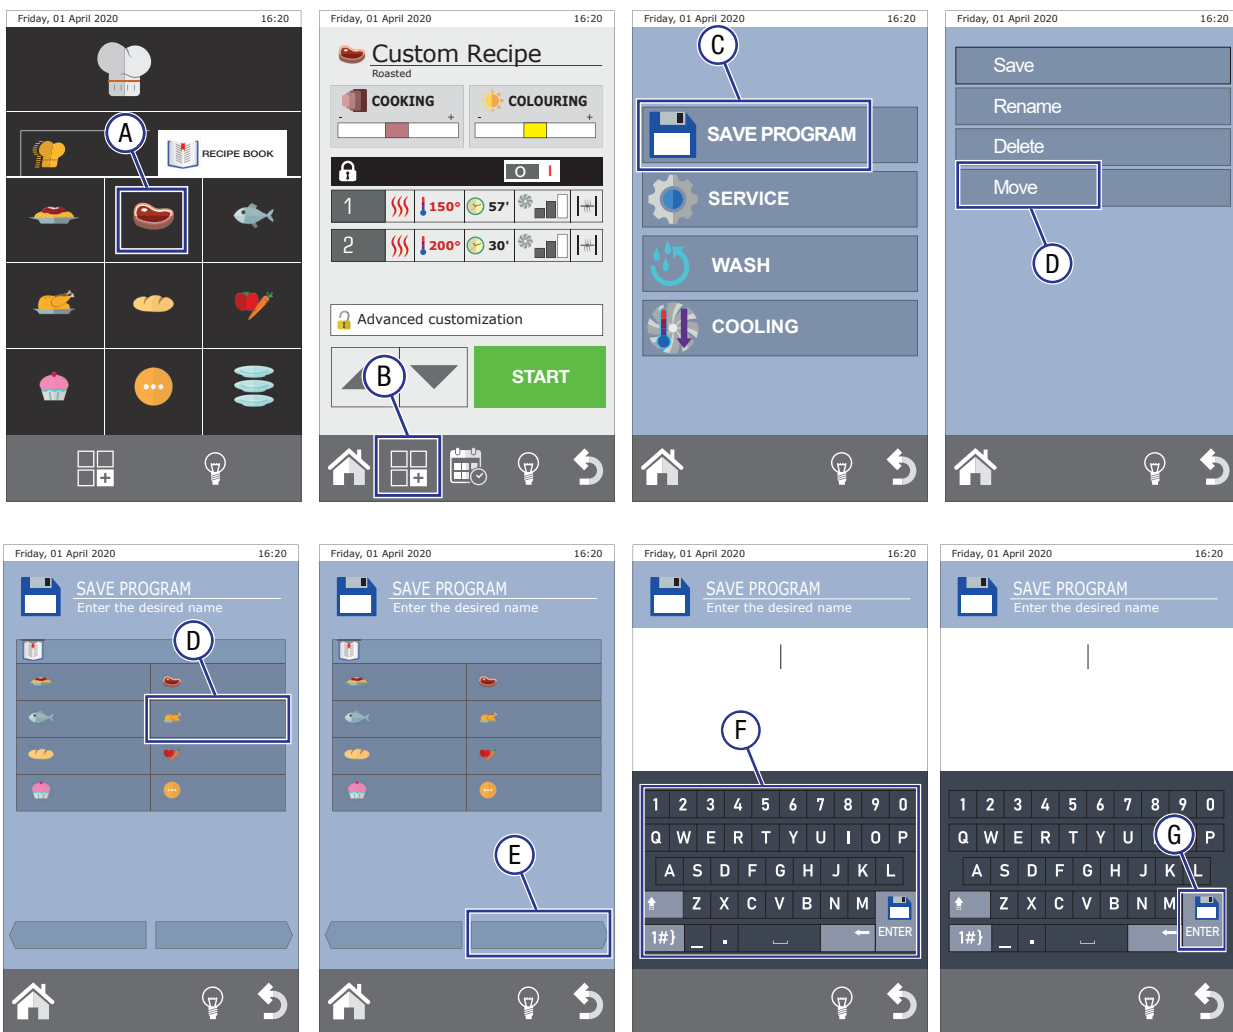 Friday, 01 April 2020 16:20
A
RECIPE BOOK
Friday, 01 April 2020 16:20
Custom Recipe
Roasted
COOKING
- +
COLOURING
- +
O I
1 150° 57'
2 200° 30'
Advanced customization
B
START
Friday, 01 April 2020 16:20
C
SAVE PROGRAM
SERVICE
WASH
COOLING
Friday, 01 April 2020 16:20
Save
Rename
Delete
Move
D
Friday, 01 April 2020 16:20
SAVE PROGRAM
Enter the desired name
D
Friday, 01 April 2020 16:20
SAVE PROGRAM
Enter the desired name
E
Friday, 01 April 2020 16:20
SAVE PROGRAM
Enter the desired name
F
1 2 3 4 5 6 7 8 9 0
Q W E R T Y U I O P
A S D F G H J K L
Z X C V B N M
ENTER
1#} _ .
Friday, 01 April 2020 16:20
SAVE PROGRAM
Enter the desired name
1 2 3 4 5 6 7 8 9 0
Q W E R T Y U P
G
A S D F G H J K L
Z X C V B N M
ENTER
1#} _ .